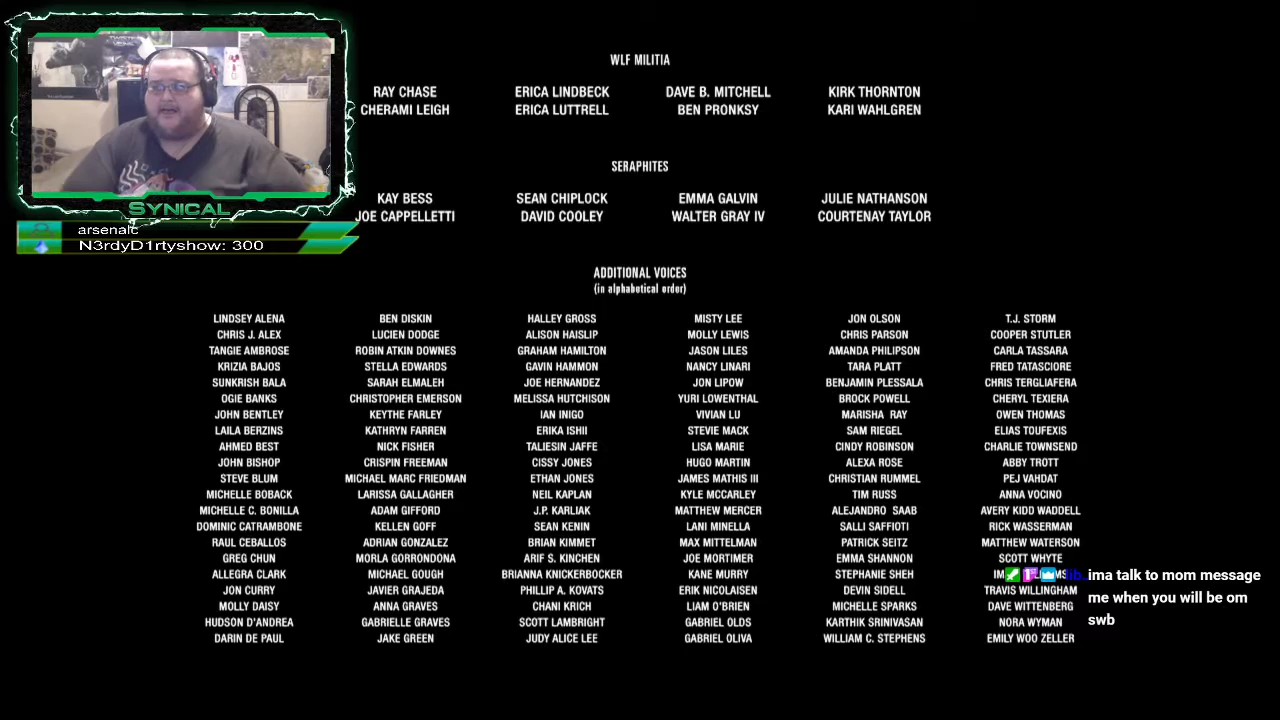 WLF MILITIA
RAY CHASE ERICA LINDBECK DAVE B. MITCHELL KIRK THORNTON
CHERAMI LEIGH ERICA LUTTRELL BEN PRONKSY KARI WAHLGREN
SERAPHITES
KAY BESS SEAN CHIPLOCK EMMA GALVIN JULIE NATHANSON
JOE CAPPELLETTI DAVID COOLEY WALTER GRAY IV COURTENAY TAYLOR
SYNICAL
arsenalc
N3rdyD1rtyshow: 300
ADDITIONAL VOICES
(in alphabetical order)
LINDSEY ALENA BEN DISKIN HALLEY GROSS MISTY LEE JON OLSON T.J. STORM
CHRIS J. ALEX LUCIEN DODGE ALISON HAISLIP MOLLY LEWIS CHRIS PARSON COOPER STUTLER
TANGIE AMBROSE ROBIN ATKIN DOWNES GRAHAM HAMILTON JASON LILES AMANDA PHILIPSON CARLA TASSARA
KRIZIA BAJOS STELLA EDWARDS GAVIN HAMMON NANCY LINARI TARA PLATT FRED TATASCIORE
SUNKRISH BALA SARAH ELMALEH JOE HERNANDEZ JON LIPOW BENJAMIN PLESSALA CHRIS TERGLIAFERA
OGIE BANKS CHRISTOPHER EMERSON MELISSA HUTCHISON YURI LOWENTHAL BROCK POWELL CHERYL TEXIERA
JOHN BENTLEY KEYTHE FARLEY IAN INIGO VIVIAN LU MARISHA RAY OWEN THOMAS
LAILA BERZINS KATHRYN FARREN ERIKA ISHII STEVIE MACK SAM RIEGEL ELIAS TOUFEXIS
AHMED BEST NICK FISHER TALIESIN JAFFE LISA MARIE CINDY ROBINSON CHARLIE TOWNSEND
JOHN BISHOP CRISPIN FREEMAN CISSY JONES HUGO MARTIN ALEXA ROSE ABBY TROTT
STEVE BLUM MICHAEL MARC FRIEDMAN ETHAN JONES JAMES MATHIS III CHRISTIAN RUMMEL PEJ VAHDAT
MICHELLE BOBACK LARISSA GALLAGHER NEIL KAPLAN KYLE MCCARLEY TIM RUSS ANNA VOCINO
MICHELLE C. BONILLA ADAM GIFFORD J.P. KARLIAK MATTHEW MERCER ALEJANDRO SAAB AVERY KIDD WADDELL
DOMINIC CATRAMBONE KELLEN GOFF SEAN KENIN LANI MINELLA SALLI SAFFIOTI RICK WASSERMAN
RAUL CEBALLOS ADRIAN GONZALEZ BRIAN KIMMET MAX MITTELMAN PATRICK SEITZ MATTHEW WATERSON
GREG CHUN MORLA GORRONDONA ARIF S. KINCHEN JOE MORTIMER EMMA SHANNON SCOTT WHYTE
ALLEGRA CLARK MICHAEL GOUGH BRIANNA KNICKERBOCKER KANE MURRY STEPHANIE SHEH
JON CURRY JAVIER GRAJEDA PHILLIP A. KOVATS ERIK NICOLAISEN DEVIN SIDELL TRAVIS WILLINGHAM
MOLLY DAISY ANNA GRAVES CHANI KRICH LIAM O'BRIEN MICHELLE SPARKS DAVE WITTENBERG
HUDSON D'ANDREA GABRIELLE GRAVES SCOTT LAMBRIGHT GABRIEL OLDS KARTHIK SRINIVASAN NORA WYMAN
DARIN DE PAUL JAKE GREEN JUDY ALICE LEE GABRIEL OLIVA WILLIAM C. STEPHENS EMILY WOO ZELLER
ima talk to mom message
me when you will be om
swb